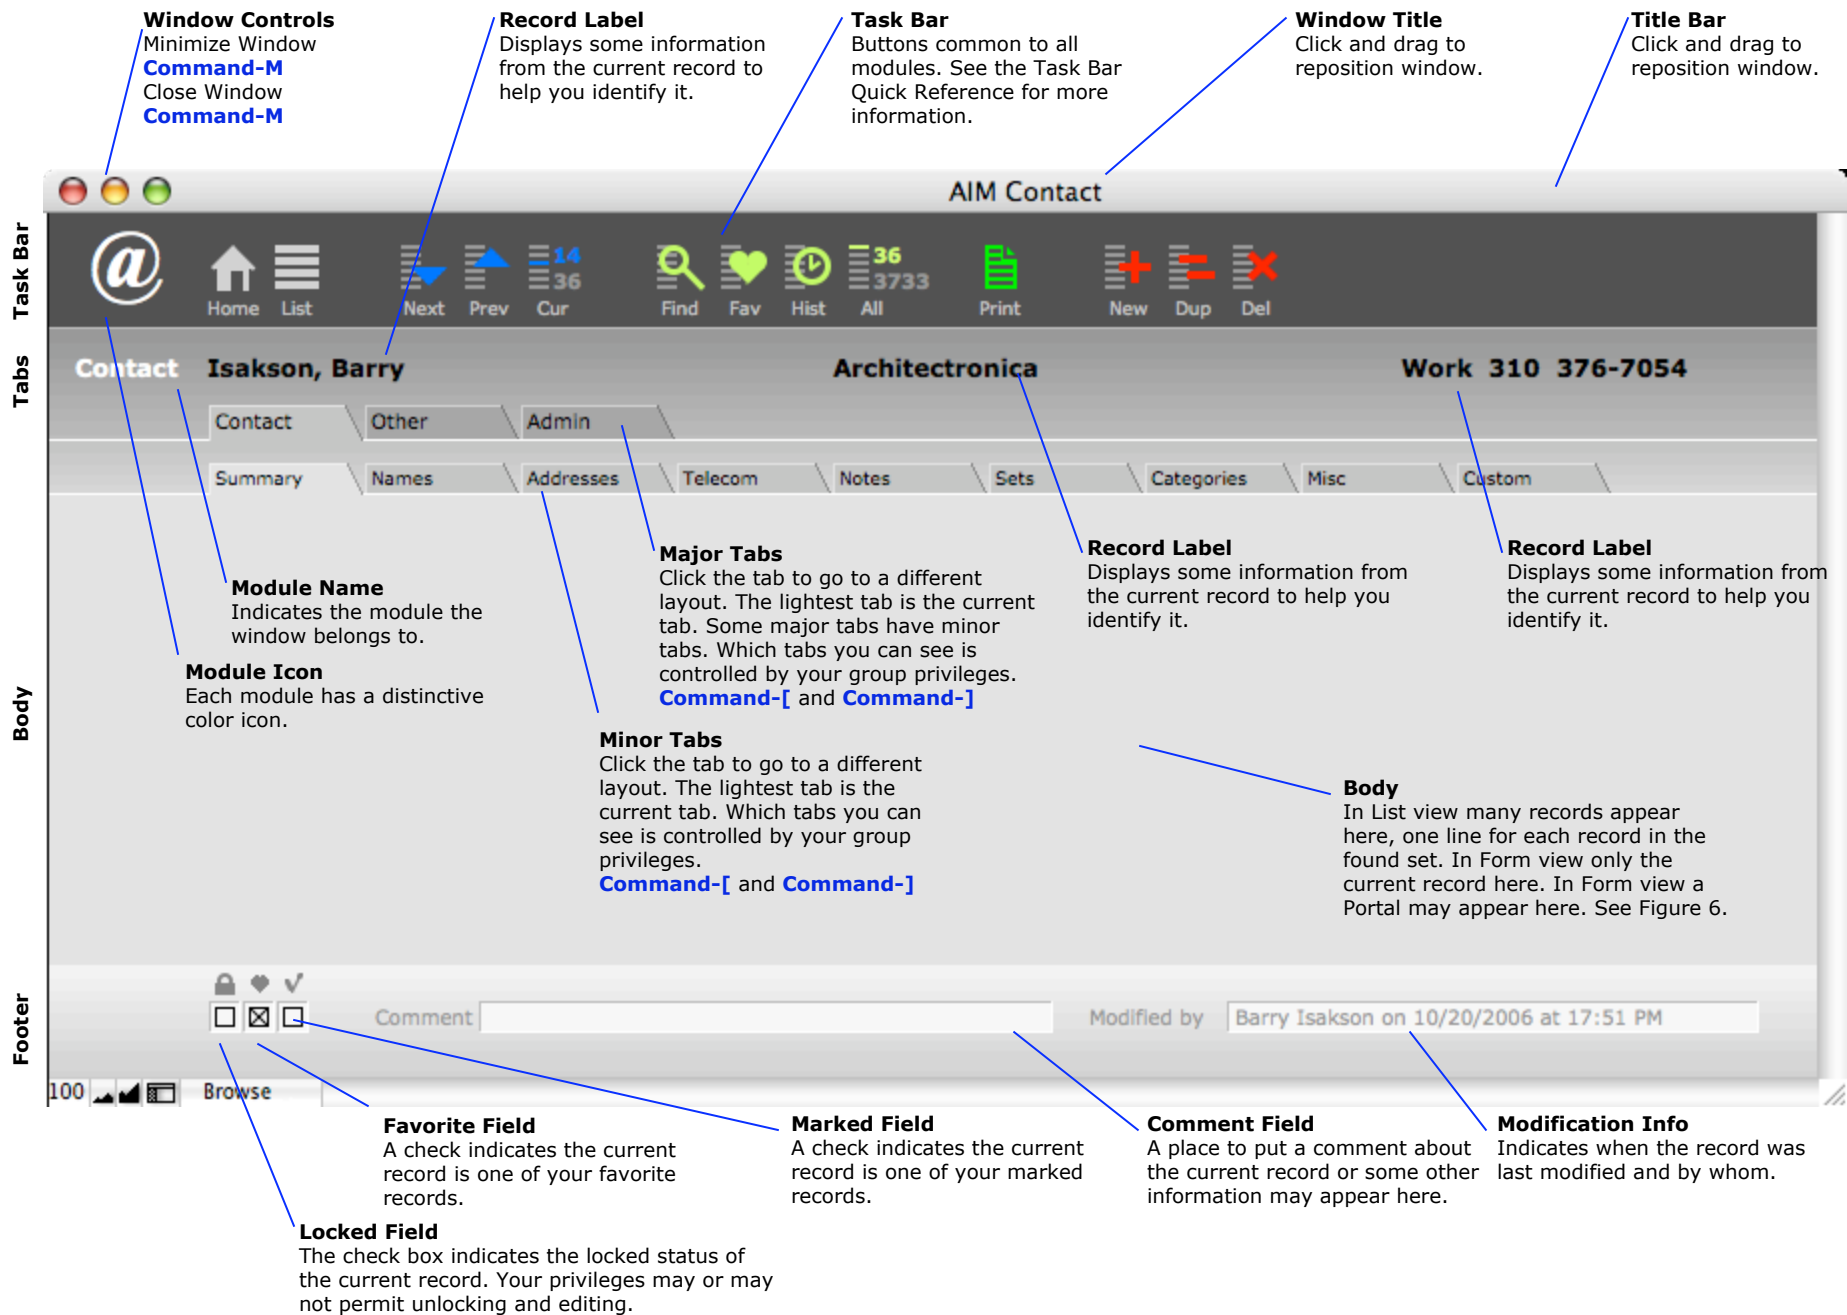 Window Controls
Minimize Window
Command-M
Close Window
Command-M
Record Label
Displays some information
from the current record to
help you identify it.
Task Bar
Buttons common to all
modules. See the Task Bar
Quick Reference for more
information.
Window Title
Click and drag to
reposition window.
Title Bar
Click and drag to
reposition window.
AIM Contact
Task Bar
@
Home List Next Prev Cur 14 36 Find Fav Hist All 36 3733 Print New Dup Del
Tabs
Contact Isakson, Barry Architectronica Work 310 376-7054
Contact Other Admin
Summary Names Addresses Telecom Notes Sets Categories Misc Custom
Body
Module Name
Indicates the module the
window belongs to.
Module Icon
Each module has a distinctive
color icon.
Major Tabs
Click the tab to go to a different
layout. The lightest tab is the current
tab. Some major tabs have minor
tabs. Which tabs you can see is
controlled by your group privileges.
Command-[ and Command-]
Minor Tabs
Click the tab to go to a different
layout. The lightest tab is the
current tab. Which tabs you can
see is controlled by your group
privileges.
Command-[ and Command-]
Record Label
Displays some information from
the current record to help you
identify it.
Record Label
Displays some information from
the current record to help you
identify it.
Body
In List view many records appear
here, one line for each record in the
found set. In Form view only the
current record here. In Form view a
Portal may appear here. See Figure 6.
Footer
Comment Modified by Barry Isakson on 10/20/2006 at 17:51 PM
100 Browse
Favorite Field
A check indicates the current
record is one of your favorite
records.
Marked Field
A check indicates the current
record is one of your marked
records.
Comment Field
A place to put a comment about
the current record or some other
information may appear here.
Modification Info
Indicates when the record was
last modified and by whom.
Locked Field
The check box indicates the locked status of
the current record. Your privileges may or may
not permit unlocking and editing.